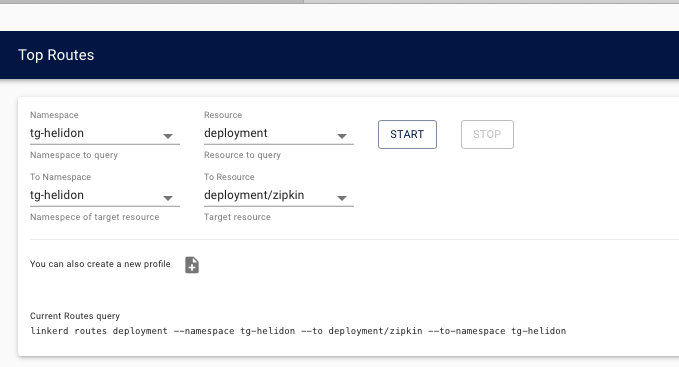 Top Routes
Namespace Resource
tg-helidon deployment START STOP
Namespace to query Resource to query
To Namespace To Resource
tg-helidon deployment/zipkin
Namespece of target resource Target resource
You can also create a new profile
Current Routes query
linkerd routes deployment --namespace tg-helidon --to deployment/zipkin --to-namespace tg-helidon